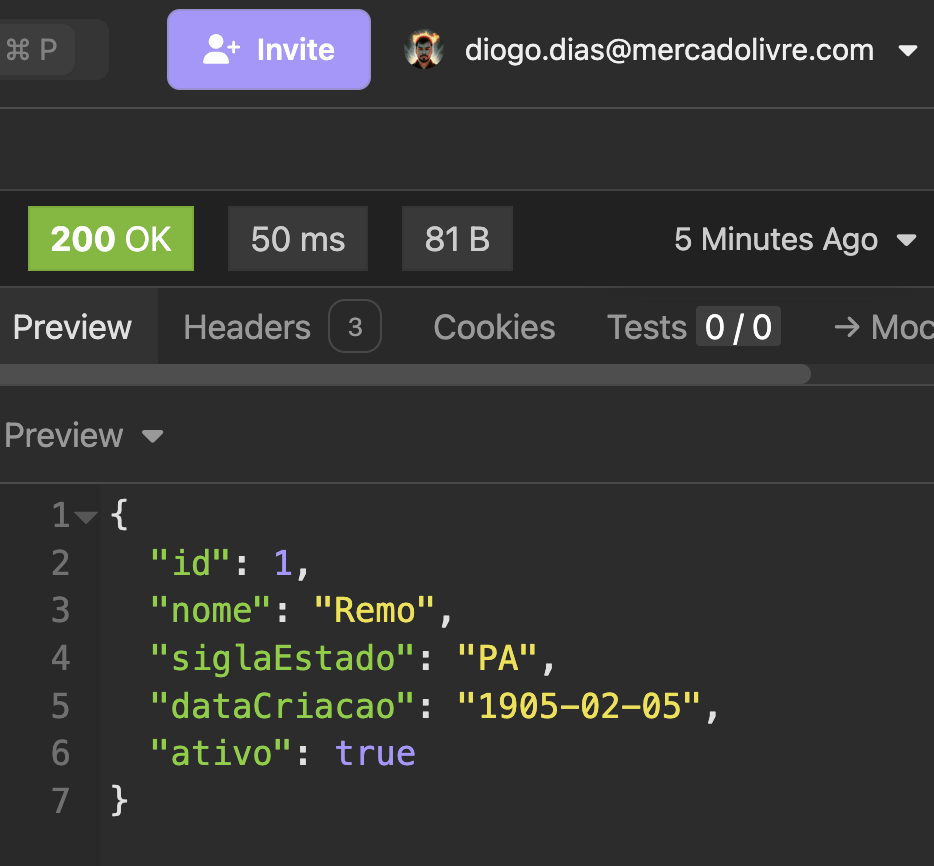 ⌘ P
Invite
diogo.dias@mercadolivre.com
200 OK
50 ms
81 B
5 Minutes Ago
Preview
Headers 3
Cookies
Tests 0 / 0
→ Moc
Preview
1 {
2 "id": 1,
3 "nome": "Remo",
4 "siglaEstado": "PA",
5 "dataCriacao": "1905-02-05",
6 "ativo": true
7 }